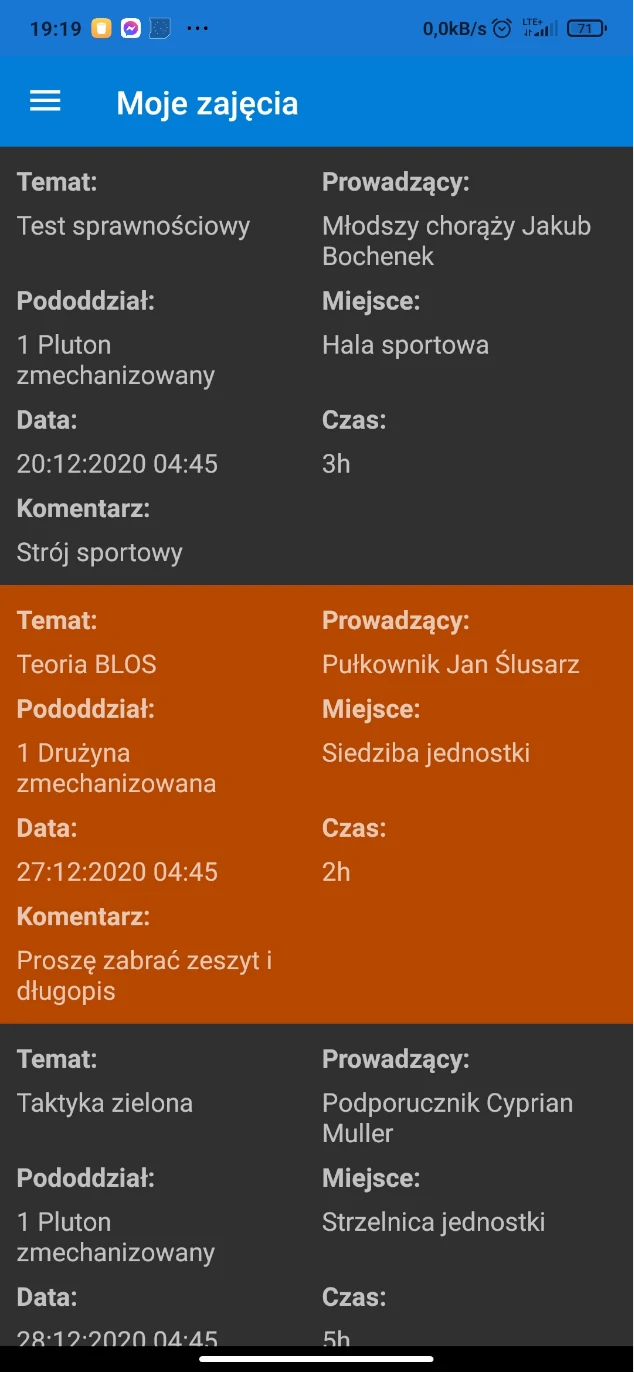 19:19 ... 0,0kB/s LTE+ 71
Moje zajęcia
Temat: Prowadzący:
Test sprawnościowy Młodszy chorąży Jakub
Bochenek
Pododdział: Miejsce:
1 Pluton Hala sportowa
zmechanizowany
Data: Czas:
20:12:2020 04:45 3h
Komentarz:
Strój sportowy
Temat: Prowadzący:
Teoria BLOS Pułkownik Jan Ślusarz
Pododdział: Miejsce:
1 Drużyna Siedziba jednostki
zmechanizowana
Data: Czas:
27:12:2020 04:45 2h
Komentarz:
Proszę zabrać zeszyt i
długopis
Temat: Prowadzący:
Taktyka zielona Podporucznik Cyprian
Muller
Pododdział: Miejsce:
1 Pluton Strzelnica jednostki
zmechanizowany
Data: Czas:
28:12:2020 04:45 5h